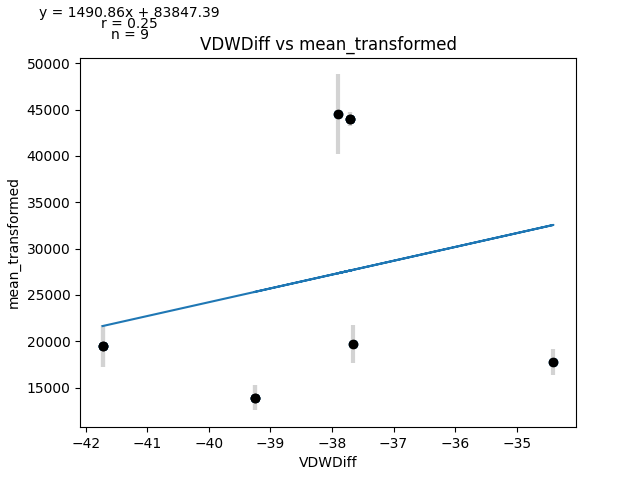 y = 1490.86x + 83847.39
r = 0.25
n = 9
VDWDiff vs mean_transformed
50000
45000
40000
35000
30000
25000
20000
15000
mean_transformed
−42 −41 −40 −39 −38 −37 −36 −35
VDWDiff